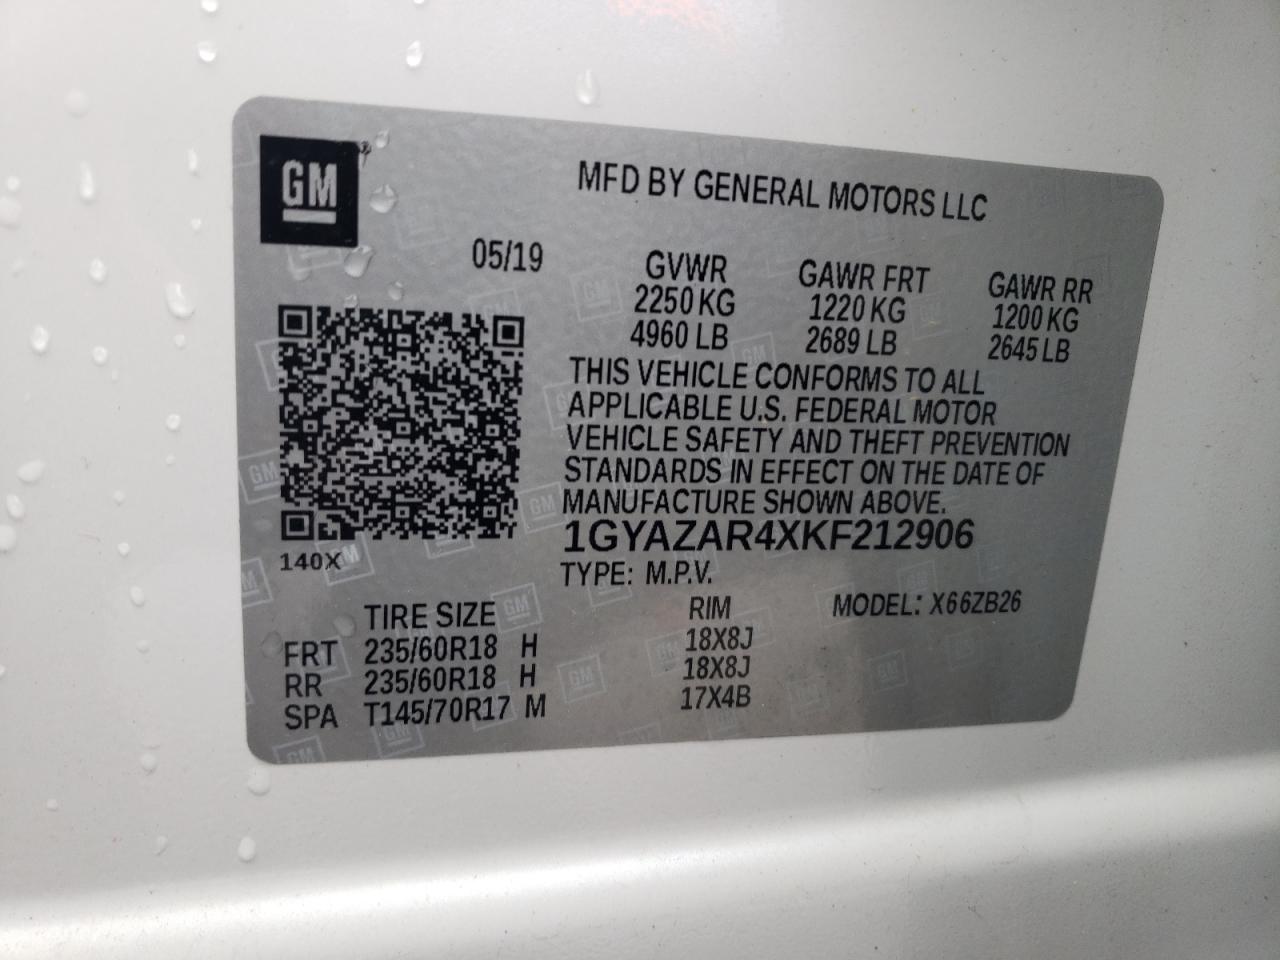 GM
MFD BY GENERAL MOTORS LLC
05/19
GVWR GAWR FRT GAWR RR
2250 KG 1220 KG 1200 KG
4960 LB 2689 LB 2645 LB
THIS VEHICLE CONFORMS TO ALL
APPLICABLE U.S. FEDERAL MOTOR
VEHICLE SAFETY AND THEFT PREVENTION
STANDARDS IN EFFECT ON THE DATE OF
MANUFACTURE SHOWN ABOVE.
1GYAZAR4XKF212906
140X
TYPE: M.P.V.
TIRE SIZE RIM MODEL: X66ZB26
FRT 235/60R18 H 18X8J
RR 235/60R18 H 18X8J
SPA T145/70R17 M 17X4B